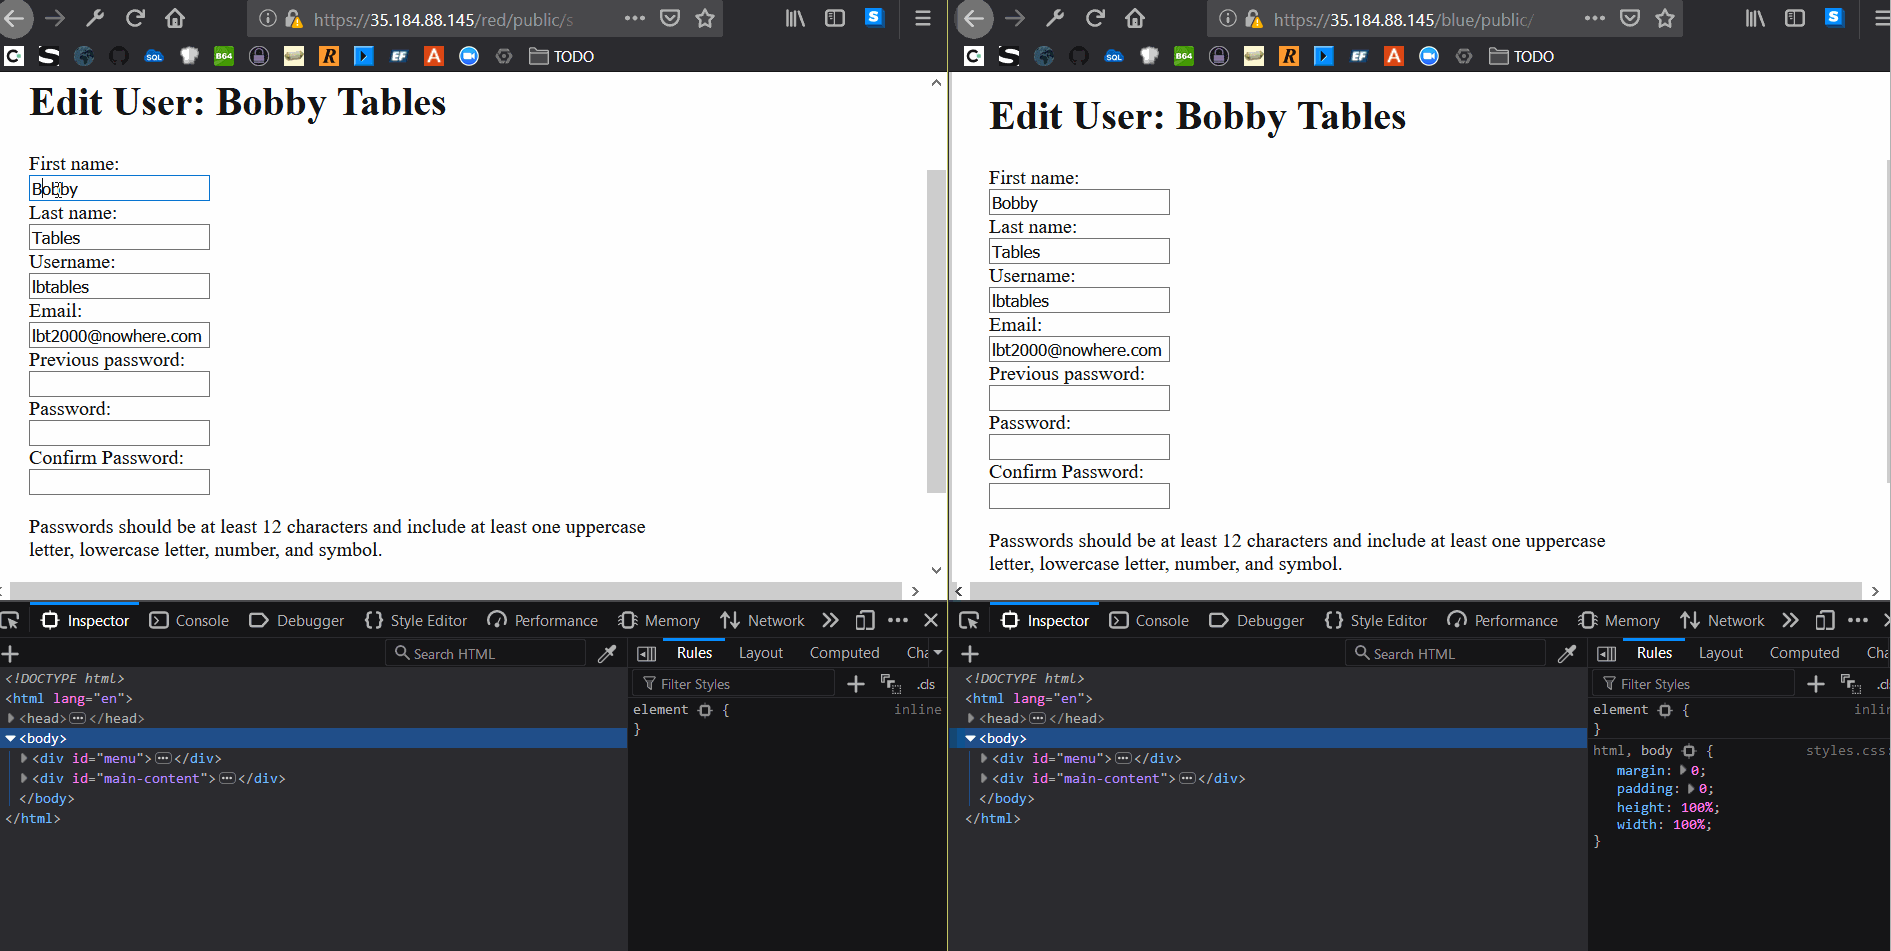 https://35.184.88.145/red/public/s
TODO
Edit User: Bobby Tables
First name:
Bobby
Last name:
Tables
Username:
lbtables
Email:
lbt2000@nowhere.com
Previous password:
Password:
Confirm Password:
Passwords should be at least 12 characters and include at least one uppercase
letter, lowercase letter, number, and symbol.
Inspector Console Debugger Style Editor Performance Memory Network
Search HTML
Rules Layout Computed Cha
Filter Styles .cls
<!DOCTYPE html>
<html lang="en">
<head> </head>
<body>
<div id="menu"> </div>
<div id="main-content"> </div>
</body>
</html>
element { inline
}
https://35.184.88.145/blue/public/
TODO
Edit User: Bobby Tables
First name:
Bobby
Last name:
Tables
Username:
lbtables
Email:
lbt2000@nowhere.com
Previous password:
Password:
Confirm Password:
Passwords should be at least 12 characters and include at least one uppercase
letter, lowercase letter, number, and symbol.
Inspector Console Debugger Style Editor Performance Memory Network
Search HTML
Rules Layout Computed Cha
Filter Styles .cl
<!DOCTYPE html>
<html lang="en">
<head> </head>
<body>
<div id="menu"> </div>
<div id="main-content"> </div>
</body>
</html>
element { inlin
}
html, body { styles.css:
margin: 0;
padding: 0;
height: 100%;
width: 100%;
}